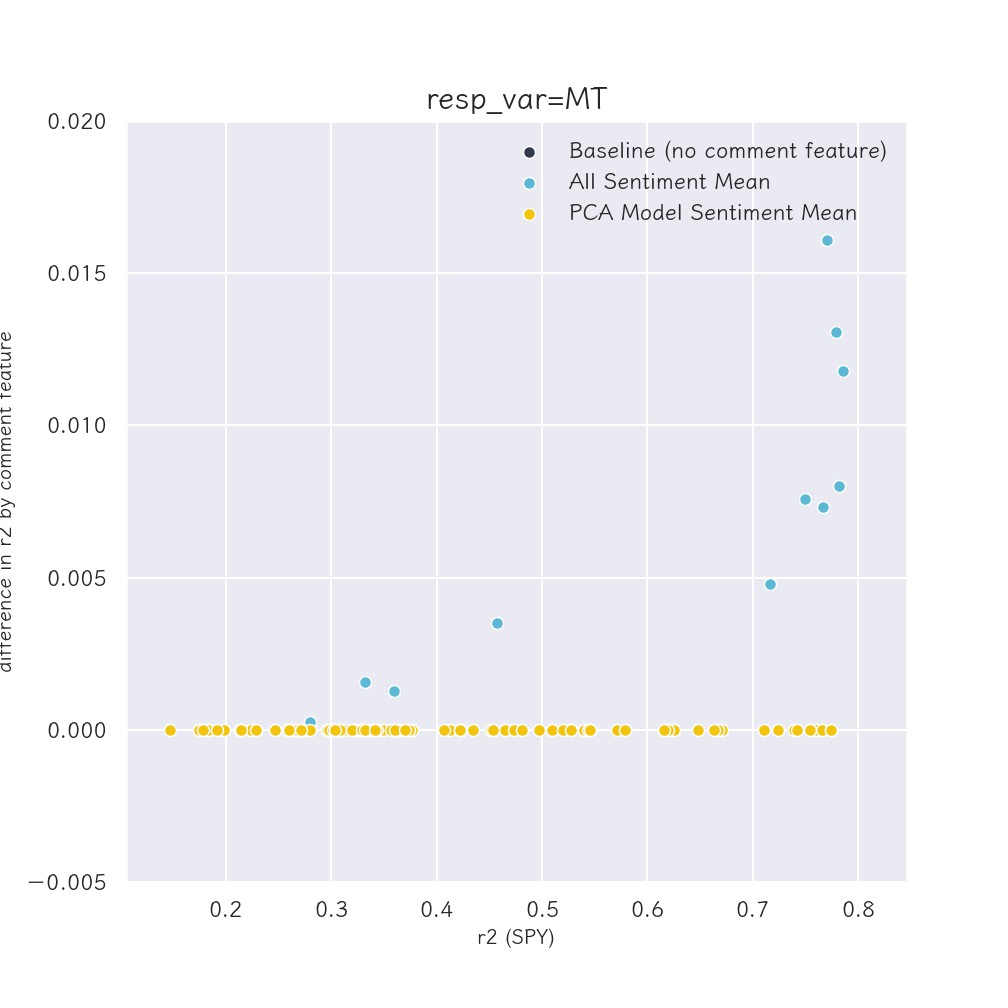 resp_var=MT
0.020
Baseline (no comment feature)
All Sentiment Mean
PCA Model Sentiment Mean
0.015
0.010
0.005
0.000
−0.005
difference in r2 by comment feature
0.2 0.3 0.4 0.5 0.6 0.7 0.8
r2 (SPY)